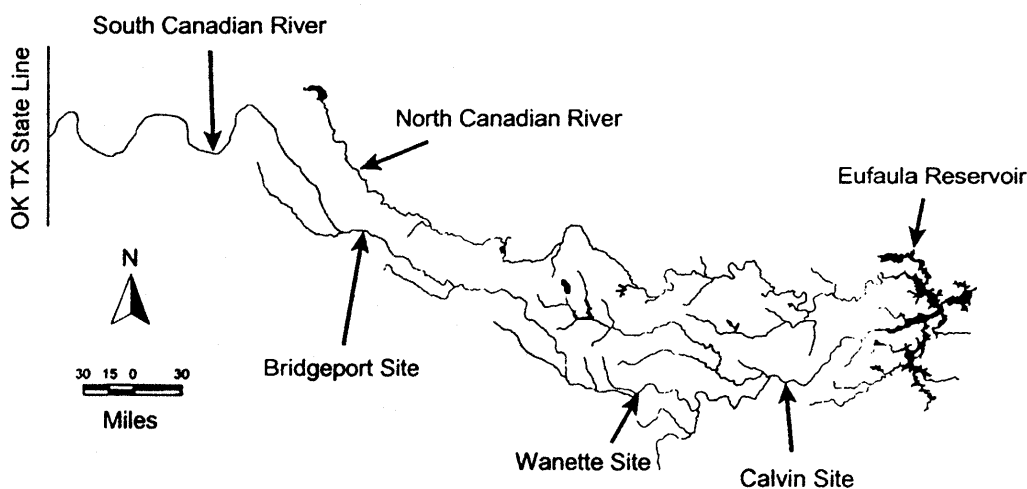 South Canadian River
OK TX State Line
North Canadian River
Eufaula Reservoir
N
Bridgeport Site
30 15 0 30
Miles
Wanette Site
Calvin Site